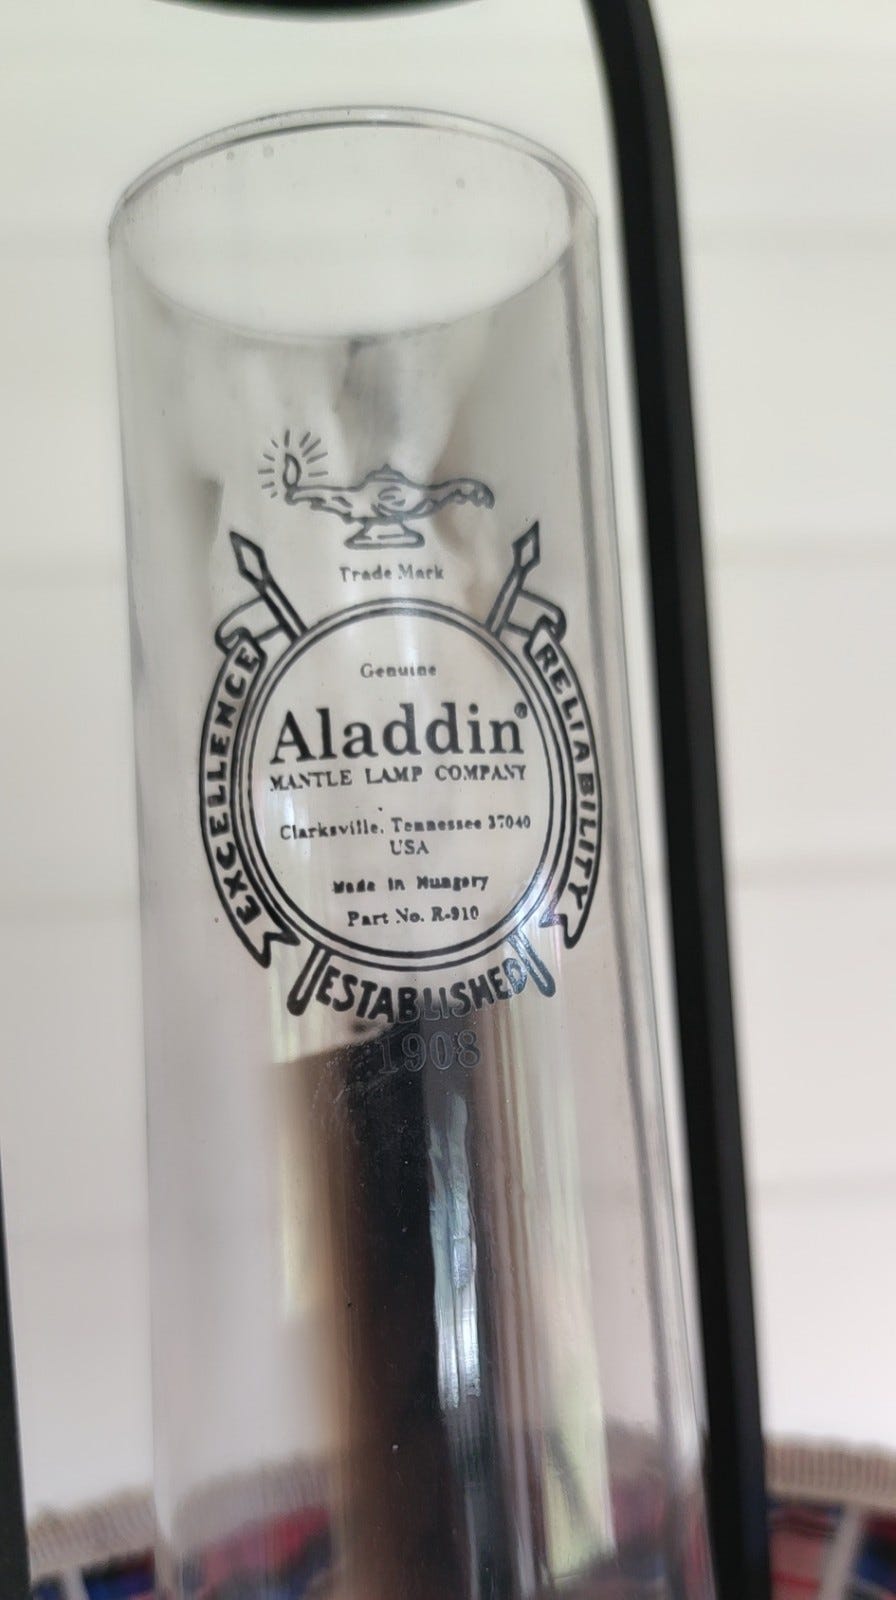 Trade Mark
EXCELLENCE
RELIABILITY
Genuine
Aladdin®
MANTLE LAMP COMPANY
Clarksville, Tennessee 37040
USA
Made in Hungary
Part No. R-910
ESTABLISHED
1908